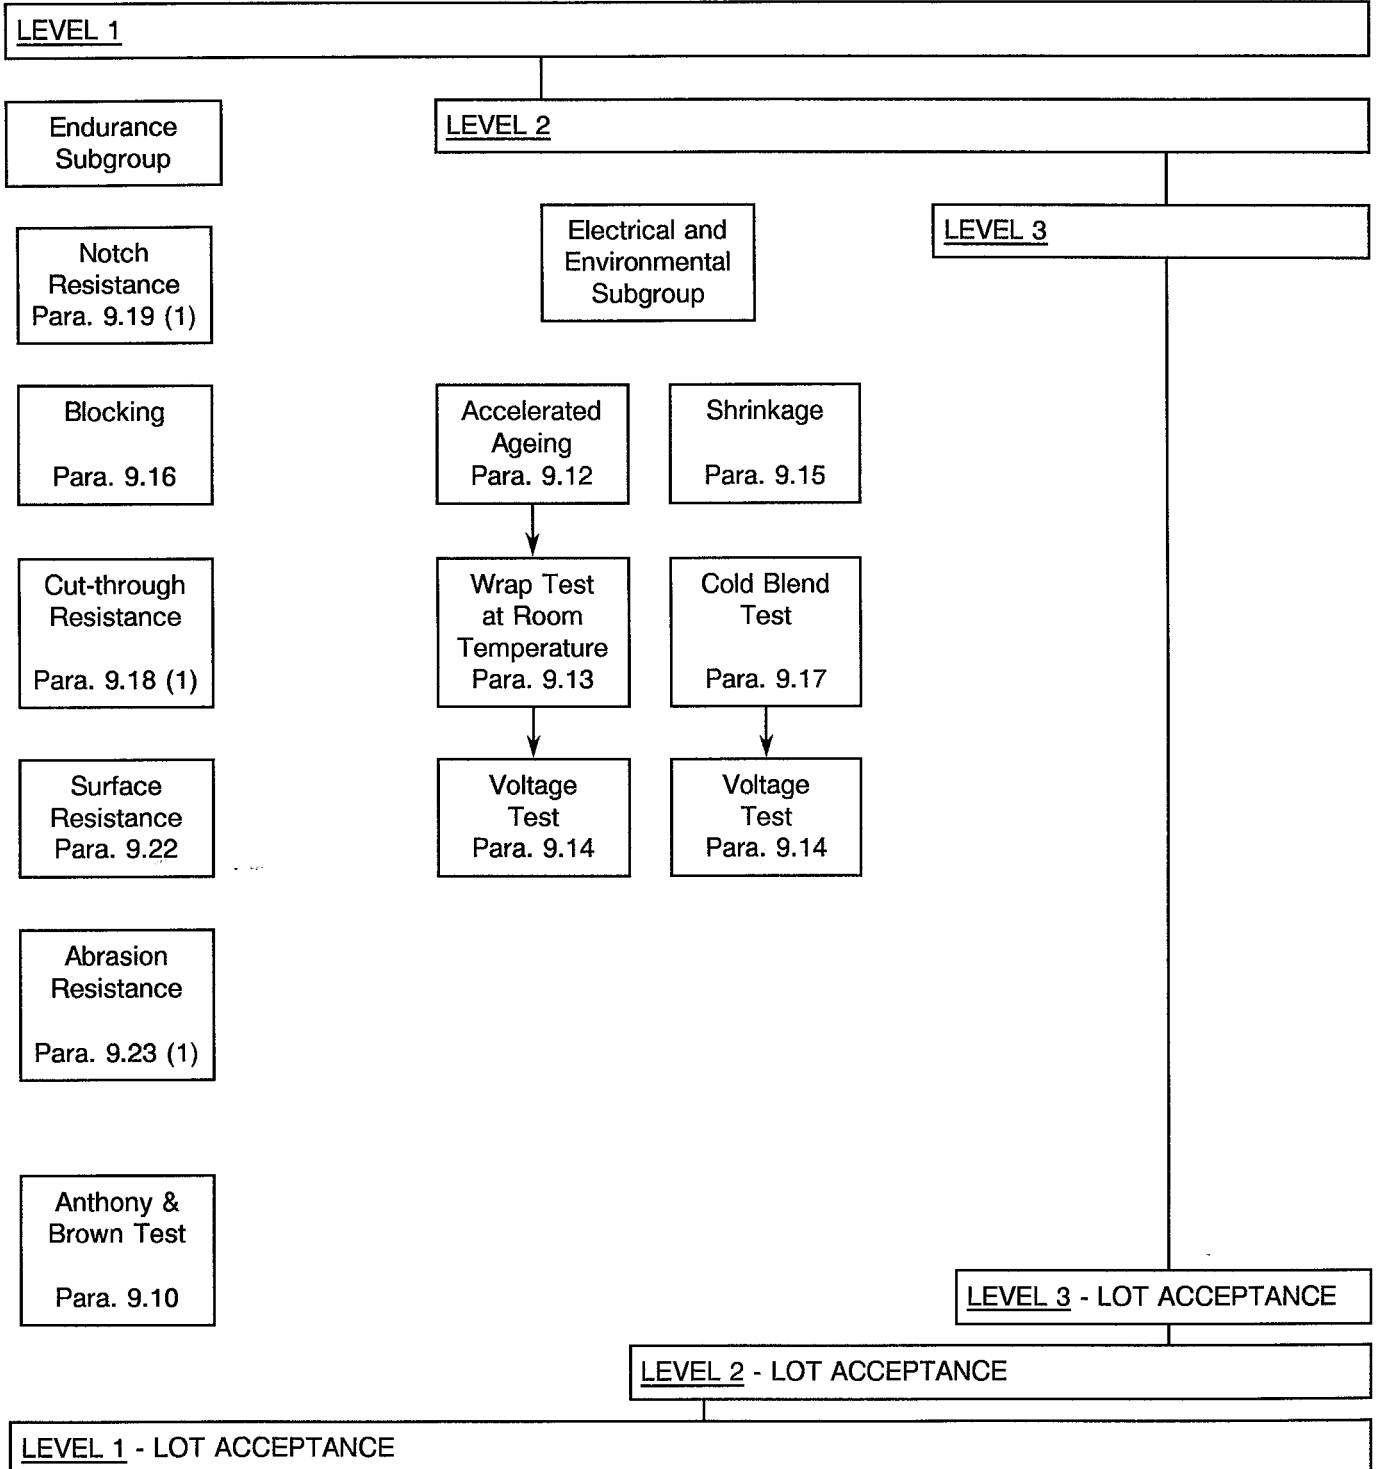 LEVEL 1
Endurance
Subgroup
LEVEL 2
Electrical and
Environmental
Subgroup
LEVEL 3
Notch
Resistance
Para. 9.19 (1)
Blocking
Para. 9.16
Accelerated
Ageing
Para. 9.12
Shrinkage
Para. 9.15
Cut-through
Resistance
Para. 9.18 (1)
Wrap Test
at Room
Temperature
Para. 9.13
Cold Blend
Test
Para. 9.17
Surface
Resistance
Para. 9.22
Voltage
Test
Para. 9.14
Voltage
Test
Para. 9.14
Abrasion
Resistance
Para. 9.23 (1)
Anthony &
Brown Test
Para. 9.10
LEVEL 3 - LOT ACCEPTANCE
LEVEL 2 - LOT ACCEPTANCE
LEVEL 1 - LOT ACCEPTANCE